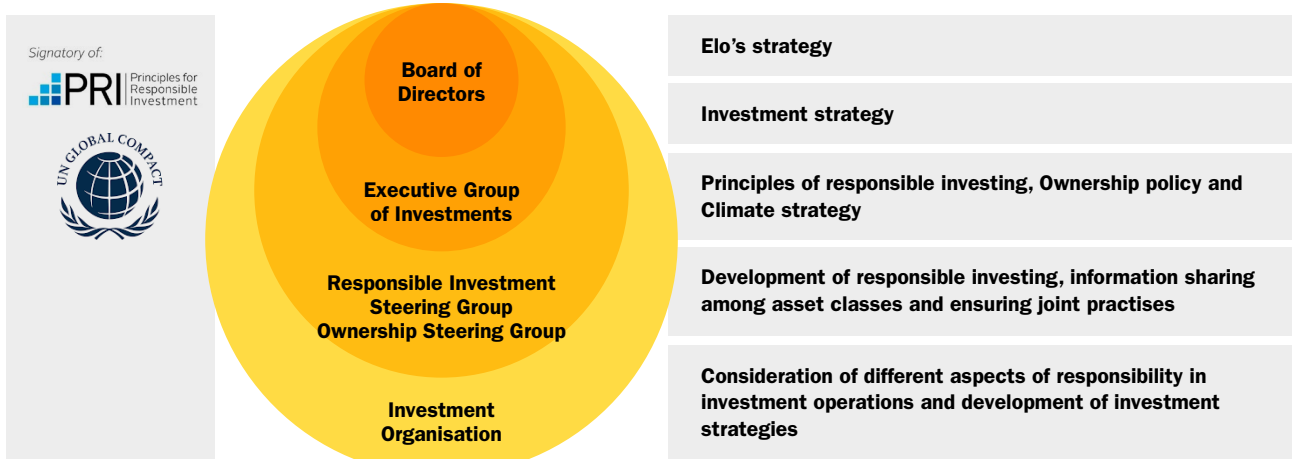 Signatory of:
PRI
Principles for
Responsible
Investment
UN GLOBAL COMPACT
Board of
Directors
Executive Group
of Investments
Responsible Investment
Steering Group
Ownership Steering Group
Investment
Organisation
Elo's strategy
Investment strategy
Principles of responsible investing, Ownership policy and
Climate strategy
Development of responsible investing, information sharing
among asset classes and ensuring joint practises
Consideration of different aspects of responsibility in
investment operations and development of investment
strategies